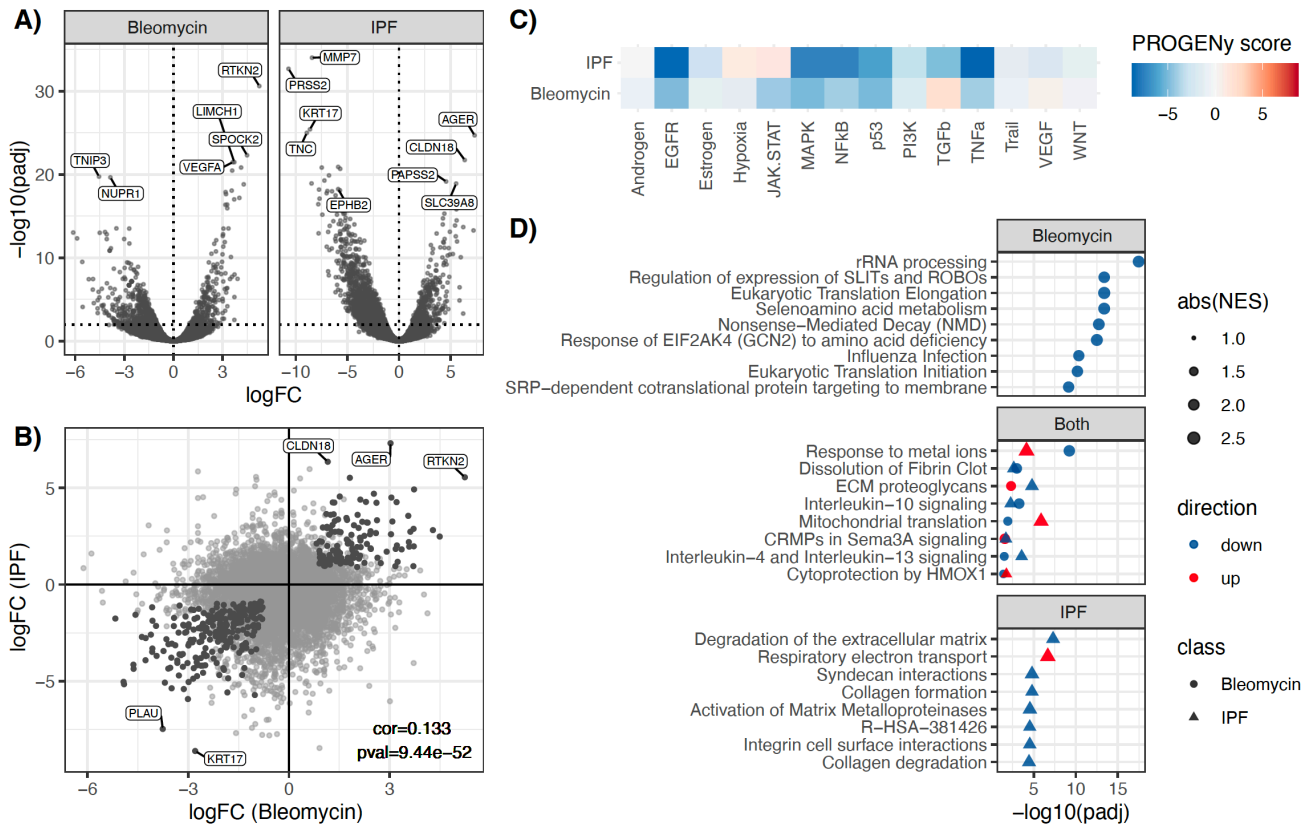 A)
Bleomycin
IPF
RTKN2
LIMCH1
SPOCK2
VEGFA
TNIP3
NUPR1
MMP7
PRSS2
KRT17
TNC
EPHB2
AGER
CLDN18
PAPSS2
SLC39A8
−log10(padj)
30
20
10
0
−6
−3
0
3
−10
−5
0
5
logFC
B)
CLDN18
AGER
RTKN2
PLAU
KRT17
cor=0.133
pval=9.44e−52
logFC (IPF)
5
0
−5
−6
−3
0
3
logFC (Bleomycin)
C)
IPF
Bleomycin
Androgen
EGFR
Estrogen
Hypoxia
JAK.STAT
MAPK
NFkB
p53
PI3K
TGFb
TNFa
Trail
VEGF
WNT
PROGENy score
−5
0
5
D)
Bleomycin
rRNA processing
Regulation of expression of SLITs and ROBOs
Eukaryotic Translation Elongation
Selenoamino acid metabolism
Nonsense−Mediated Decay (NMD)
Response of EIF2AK4 (GCN2) to amino acid deficiency
Influenza Infection
Eukaryotic Translation Initiation
SRP−dependent cotranslational protein targeting to membrane
Both
Response to metal ions
Dissolution of Fibrin Clot
ECM proteoglycans
Interleukin−10 signaling
Mitochondrial translation
CRMPs in Sema3A signaling
Interleukin−4 and Interleukin−13 signaling
Cytoprotection by HMOX1
IPF
Degradation of the extracellular matrix
Respiratory electron transport
Syndecan interactions
Collagen formation
Activation of Matrix Metalloproteinases
R−HSA−381426
Integrin cell surface interactions
Collagen degradation
5
10
15
−log10(padj)
abs(NES)
1.0
1.5
2.0
2.5
direction
down
up
class
Bleomycin
IPF